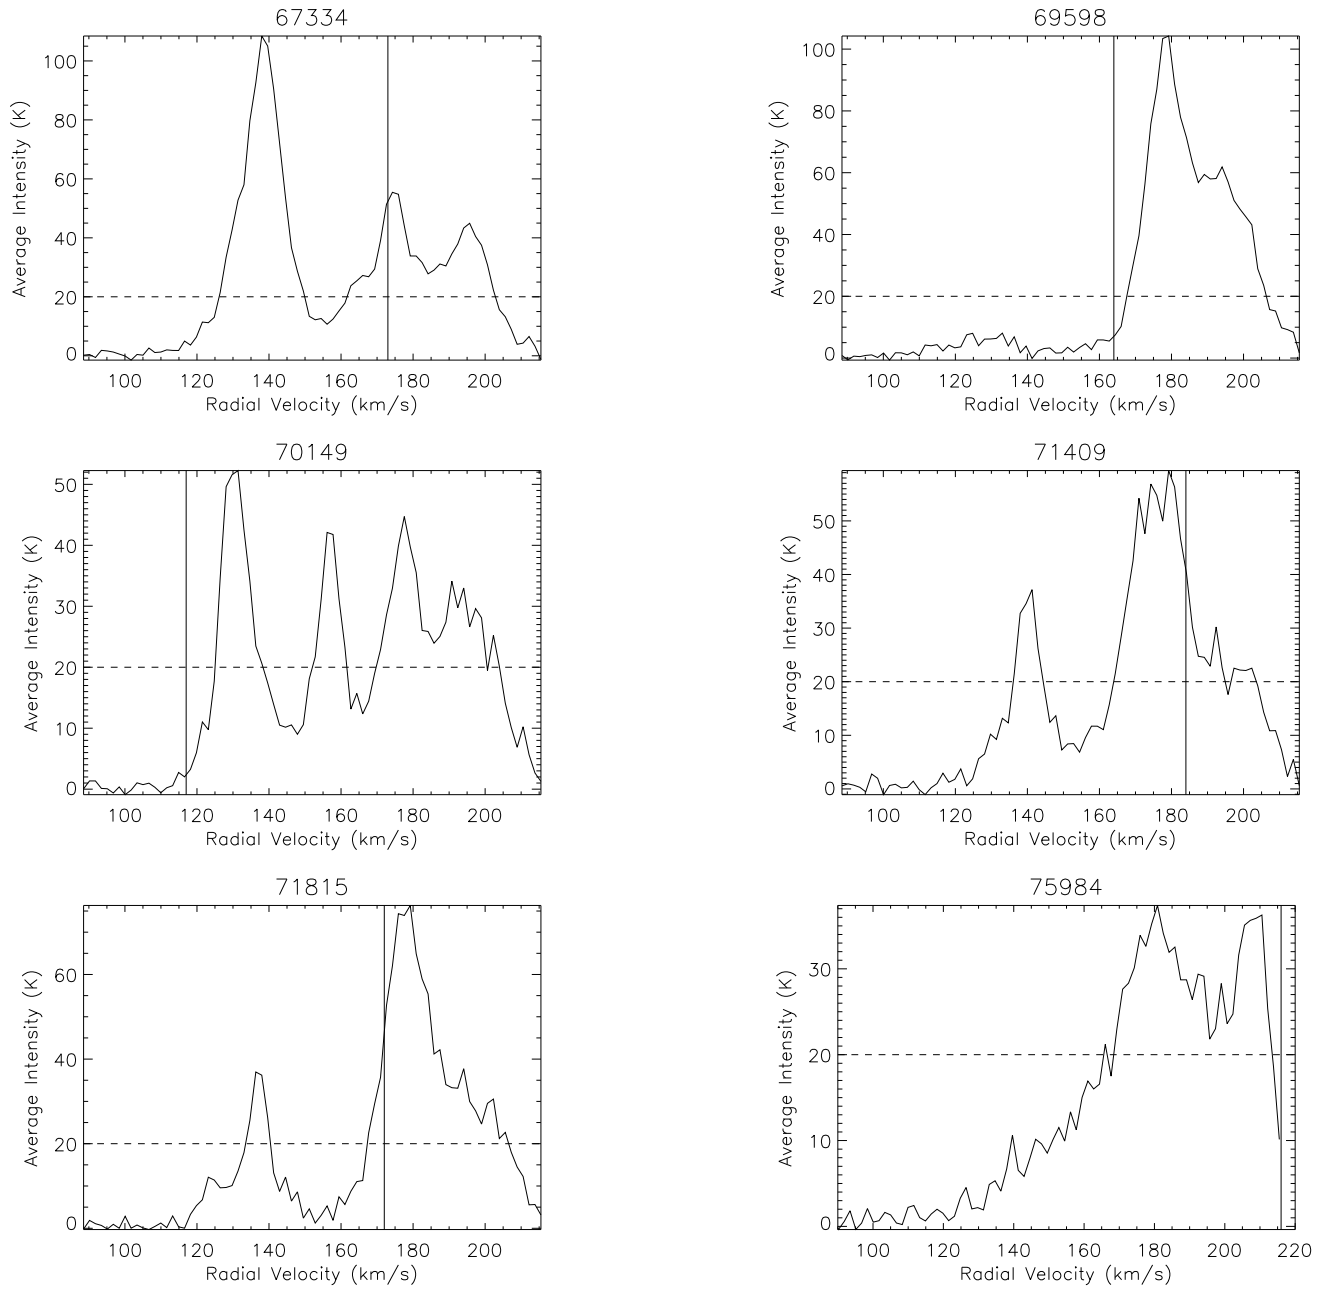 67334
69598
Average Intensity (K)
100
80
60
40
20
0
100 120 140 160 180 200
Radial Velocity (km/s)
Average Intensity (K)
100
80
60
40
20
0
100 120 140 160 180 200
Radial Velocity (km/s)
70149
71409
Average Intensity (K)
50
40
30
20
10
0
100 120 140 160 180 200
Radial Velocity (km/s)
Average Intensity (K)
50
40
30
20
10
0
100 120 140 160 180 200
Radial Velocity (km/s)
71815
75984
Average Intensity (K)
60
40
20
0
100 120 140 160 180 200
Radial Velocity (km/s)
Average Intensity (K)
30
20
10
0
100 120 140 160 180 200 220
Radial Velocity (km/s)